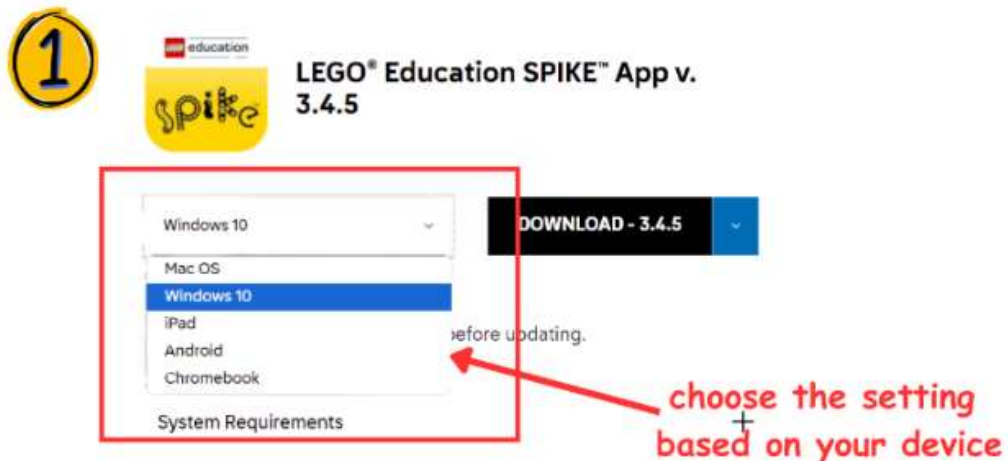 1
education
spike
LEGO® Education SPIKE™ App v.
3.4.5
Windows 10
DOWNLOAD - 3.4.5
Mac OS
Windows 10
iPad
Android
Chromebook
before updating.
System Requirements
choose the setting
based on your device